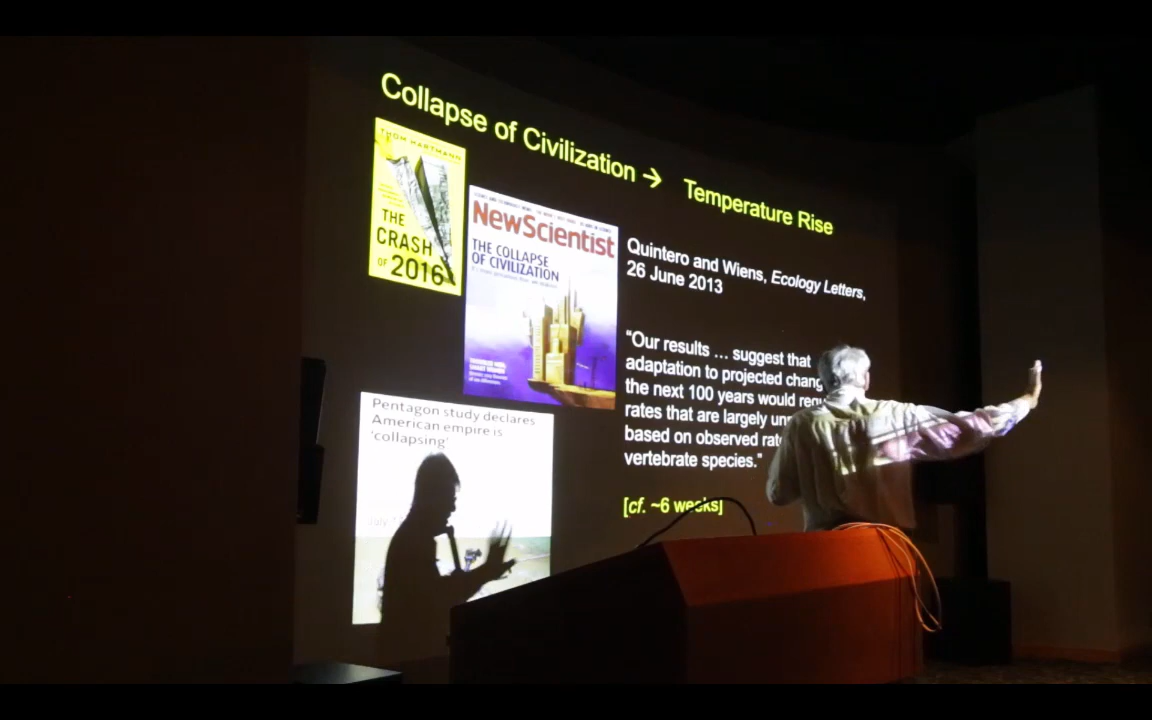 Collapse of Civilization → Temperature Rise
THOM HARTMANN
THE
CRASH
OF 2016
NewScientist
THE COLLAPSE
OF CIVILIZATION
Quintero and Wiens, Ecology Letters,
26 June 2013
“Our results … suggest that
adaptation to projected chang
the next 100 years would requ
rates that are largely un
based on observed rat
vertebrate species.”
[cf. ~6 weeks]
Pentagon study declares
American empire is
‘collapsing’